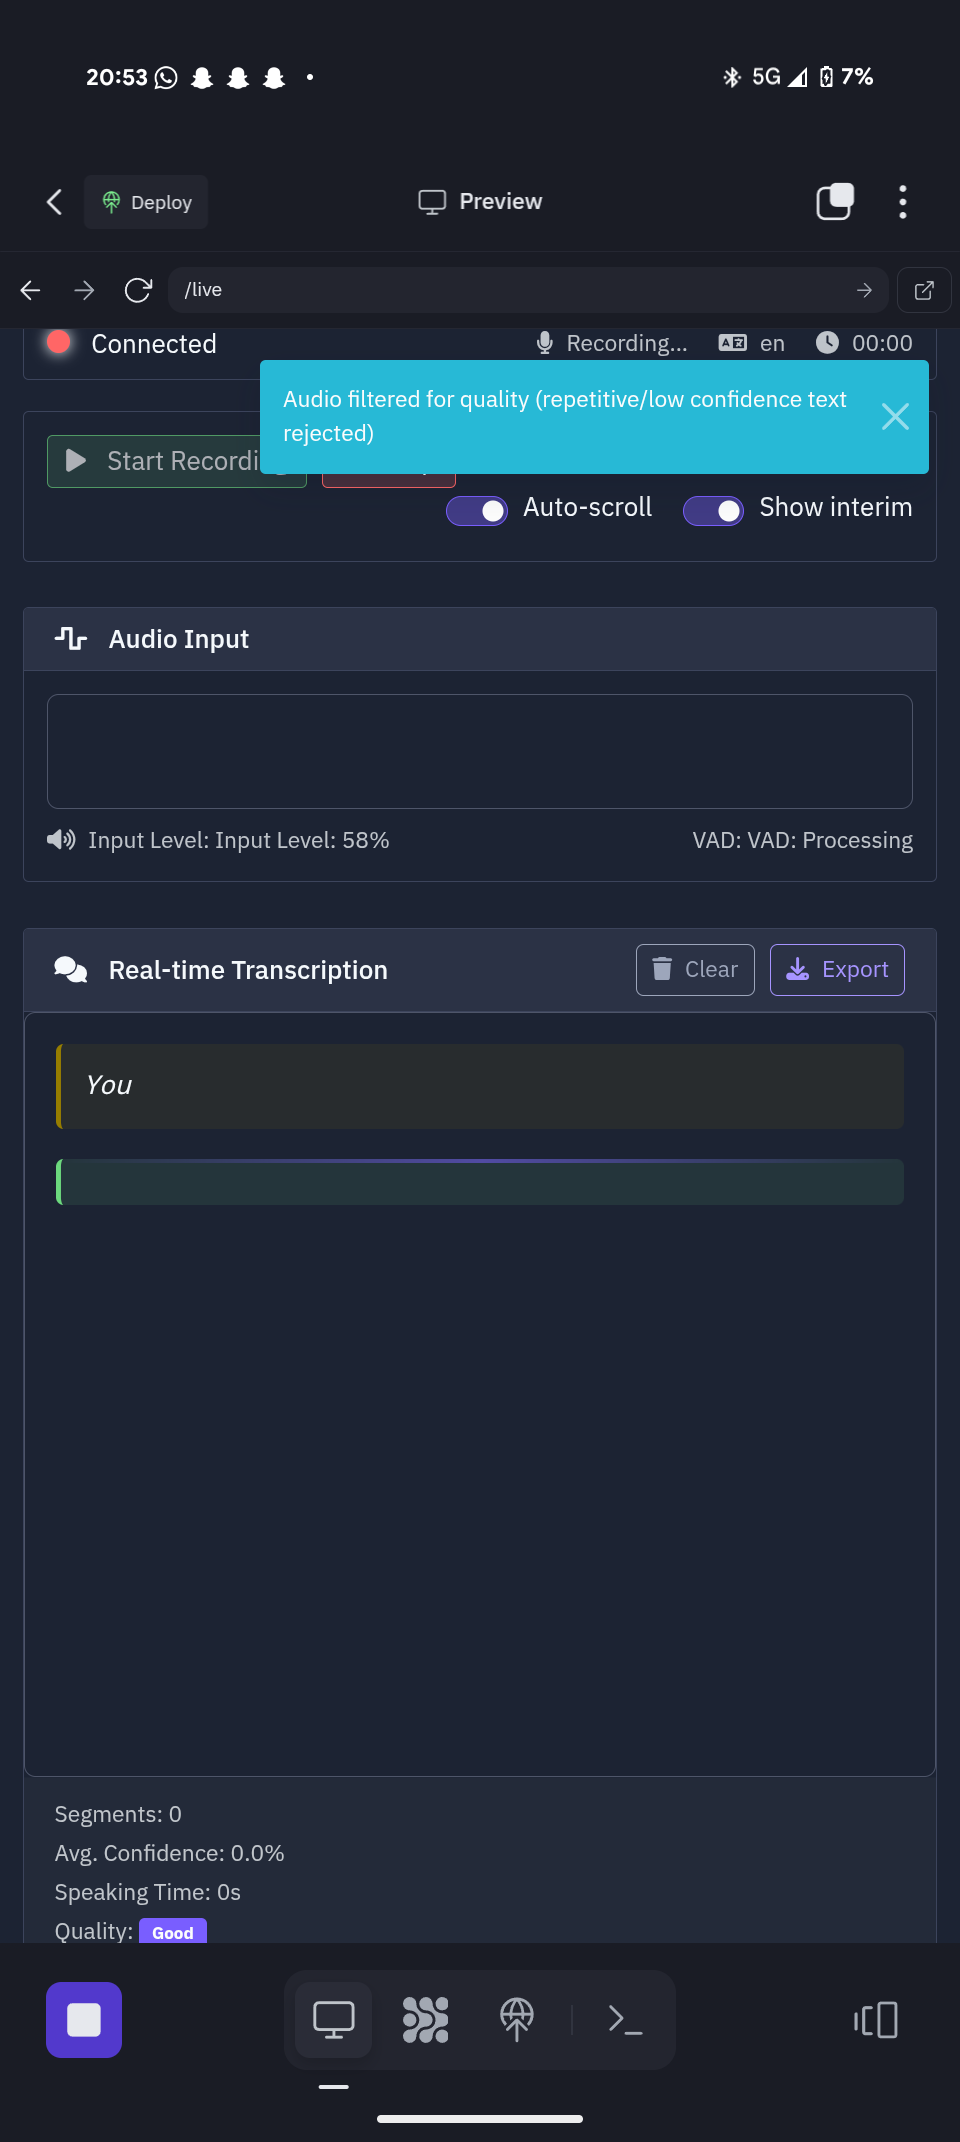 20:53
5G
7%
Deploy
Preview
/live
Connected
Recording...
en
00:00
Audio filtered for quality (repetitive/low confidence text
rejected)
Start Recordi
Auto-scroll
Show interim
Audio Input
Input Level: Input Level: 58%
VAD: VAD: Processing
Real-time Transcription
Clear
Export
You
Segments: 0
Avg. Confidence: 0.0%
Speaking Time: 0s
Quality: Good